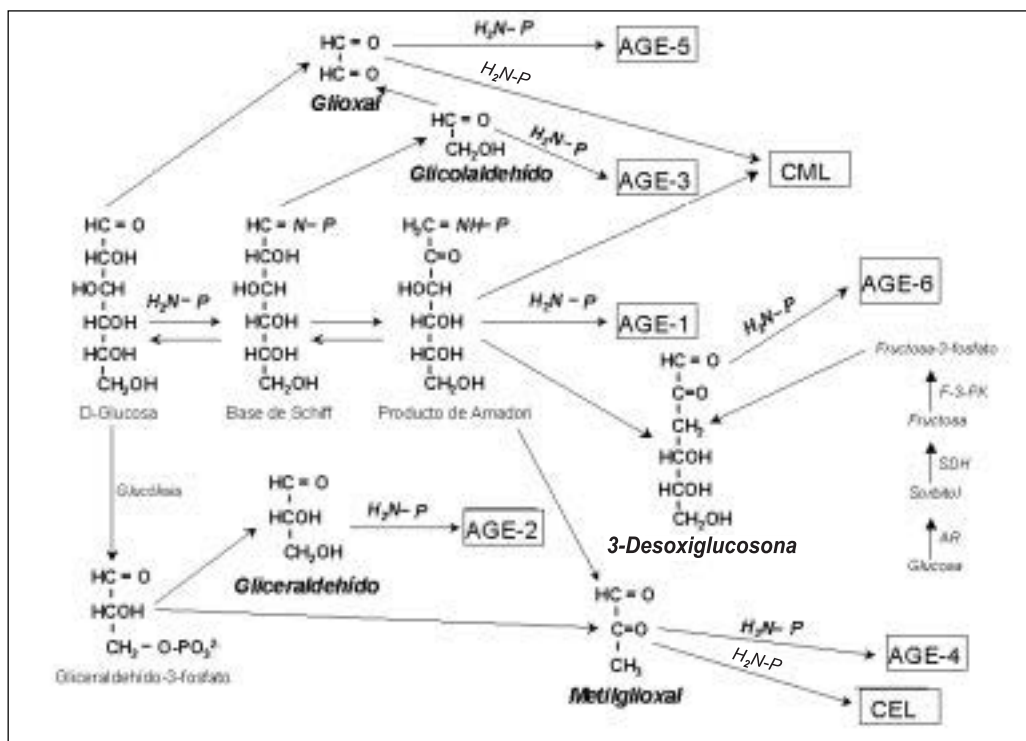 HC = O
H₂N– P
AGE-5
HC = O
H₂N-P
Glioxal
HC = O
H₂N– P
CH₂OH
CML
Glicolaldehído
AGE-3
HC = O
HCOH
HOCH
HCOH
HCOH
CH₂OH
D-Glucosa
H₂N– P
HC = N– P
HCOH
HOCH
HCOH
HCOH
CH₂OH
Base de Schiff
H₂C = NH– P
C=O
HOCH
HCOH
HCOH
CH₂OH
Producto de Amadori
H₂N – P
AGE-1
H₂N– P
AGE-6
HC = O
C=O
CH₂
HCOH
HCOH
CH₂OH
3-Desoxiglucosona
Fructosa-3-fosfato
F-3-PK
Fructosa
SDH
Sorbitol
AR
Glucosa
Glucólisis
HC = O
HCOH
CH₂OH
Gliceraldehído
H₂N– P
AGE-2
HC = O
HCOH
CH₂– O-PO₃²⁻
Gliceraldehído-3-fosfato
HC = O
C=O
CH₃
Metilglioxal
H₂N– P
AGE-4
H₂N-P
CEL